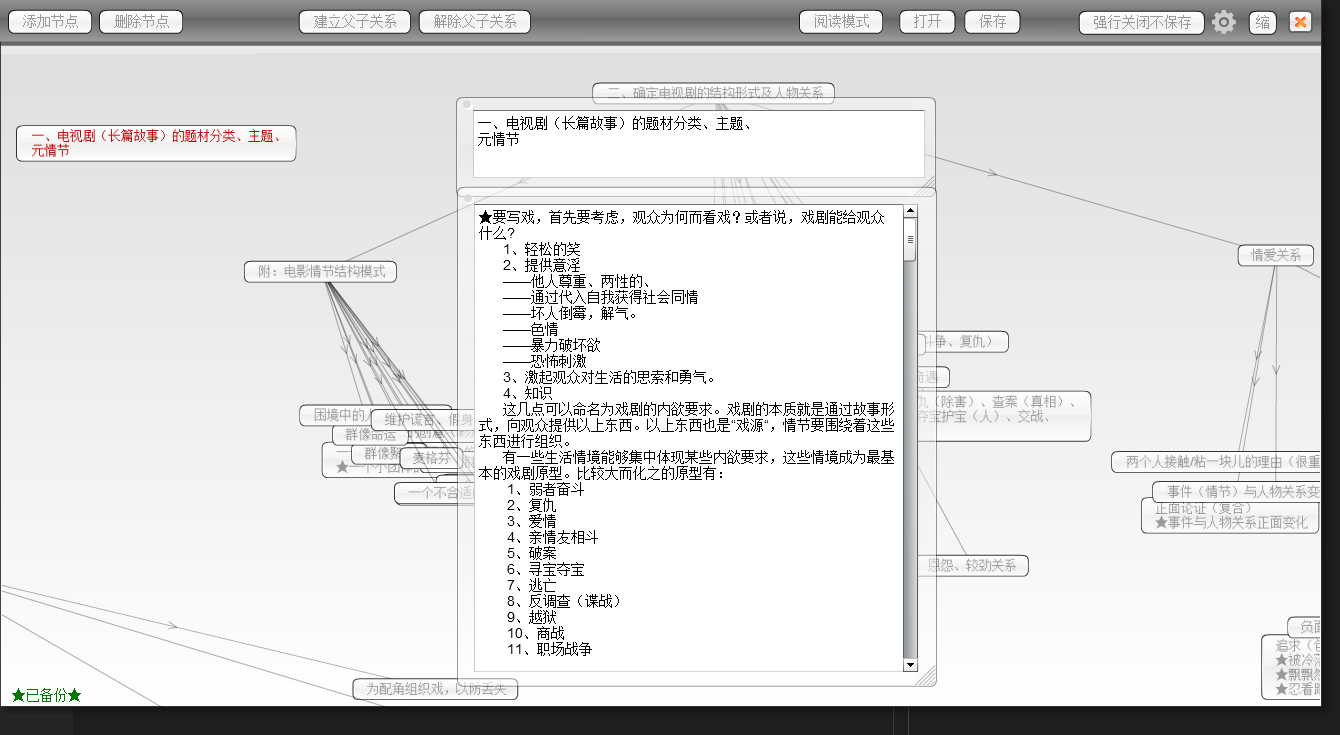 添加节点 删除节点 建立父子关系 解除父子关系 阅读模式 打开 保存 强行关闭不保存 缩
二、确定电视剧的结构形式及人物关系
一、电视剧（长篇故事）的题材分类、主题、
元情节
一、电视剧（长篇故事）的题材分类、主题、
元情节
★要写戏，首先要考虑，观众为何而看戏？或者说，戏剧能给观众
什么？
1、轻松的笑
2、提供意淫
——他人尊重、两性的、
——通过代入自我获得社会同情
——坏人倒霉，解气。
——色情
——暴力破坏欲
——恐怖刺激
3、激起观众对生活的思索和勇气。
4、知识
这几点可以命名为戏剧的内欲要求。戏剧的本质就是通过故事形
式，向观众提供以上东西。以上东西也是“戏源“，情节要围绕着这些
东西进行组织。
有一些生活情境能够集中体现某些内欲要求，这些情境成为最基
本的戏剧原型。比较大而化之的原型有：
1、弱者奋斗
2、复仇
3、爱情
4、亲情友相斗
5、破案
6、寻宝夺宝
7、逃亡
8、反调查（谍战）
9、越狱
10、商战
11、职场战争
附：电影情节结构模式
情爱关系
争、复仇）
困境中的
维护谎言、假身
群像命运
群像
麦格芬
★一个小团体
一个不合适
（除害）、查案（真相）、
夺宝护宝（人）、交战、
两个人接触/粘一块儿的理由（很重
事件（情节）与人物关系变
正面论证（复合）
★事件与人物关系正面变化
恩怨、较劲关系
负面
追求（
★被冷
★飘飘
★忍看
为配角组织戏，以防丢失
★已备份★